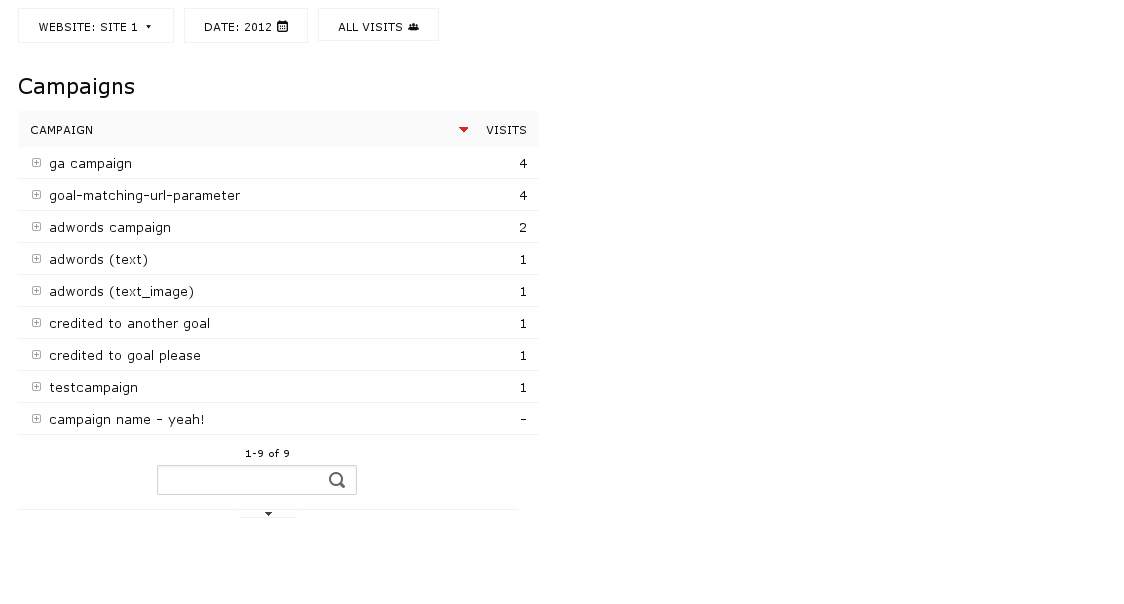 WEBSITE: SITE 1
DATE: 2012
ALL VISITS
Campaigns
CAMPAIGN VISITS
ga campaign 4
goal-matching-url-parameter 4
adwords campaign 2
adwords (text) 1
adwords (text_image) 1
credited to another goal 1
credited to goal please 1
testcampaign 1
campaign name - yeah! -
1-9 of 9